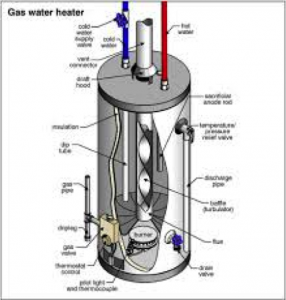 Gas water heater
cold
water
supply
valve
cold
water
hot
water
vent
connector
draft
hood
sacrificial
anode rod
insulation
temperature/
pressure
relief valve
dip
tube
gas
pipe
discharge
pipe
baffle
(turbulator)
dripleg
gas
valve
burner
flue
thermostat
control
pilot light
and thermocouple
drain
valve